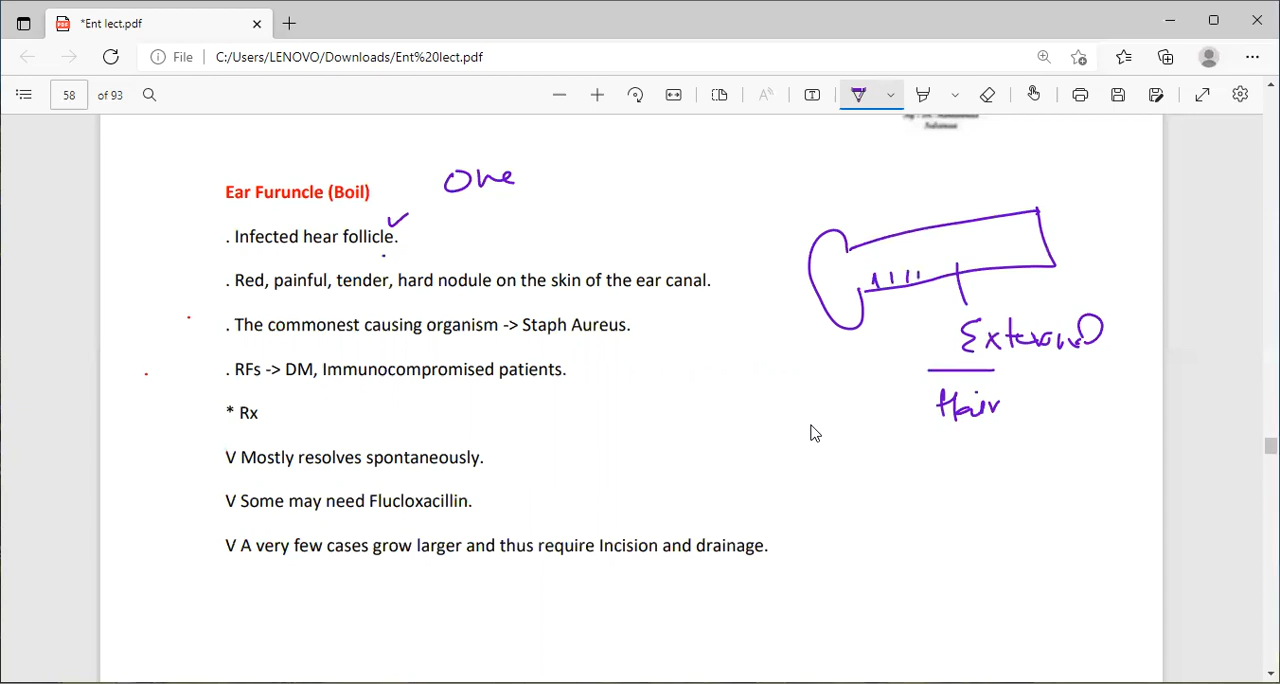 *Ent lect.pdf
File C:/Users/LENOVO/Downloads/Ent%20lect.pdf
58 of 93
Ear Furuncle (Boil) one
. Infected hear follicle.
. Red, painful, tender, hard nodule on the skin of the ear canal.
. The commonest causing organism -> Staph Aureus.
External
. RFs -> DM, Immunocompromised patients.
Hair
* Rx
V Mostly resolves spontaneously.
V Some may need Flucloxacillin.
V A very few cases grow larger and thus require Incision and drainage.